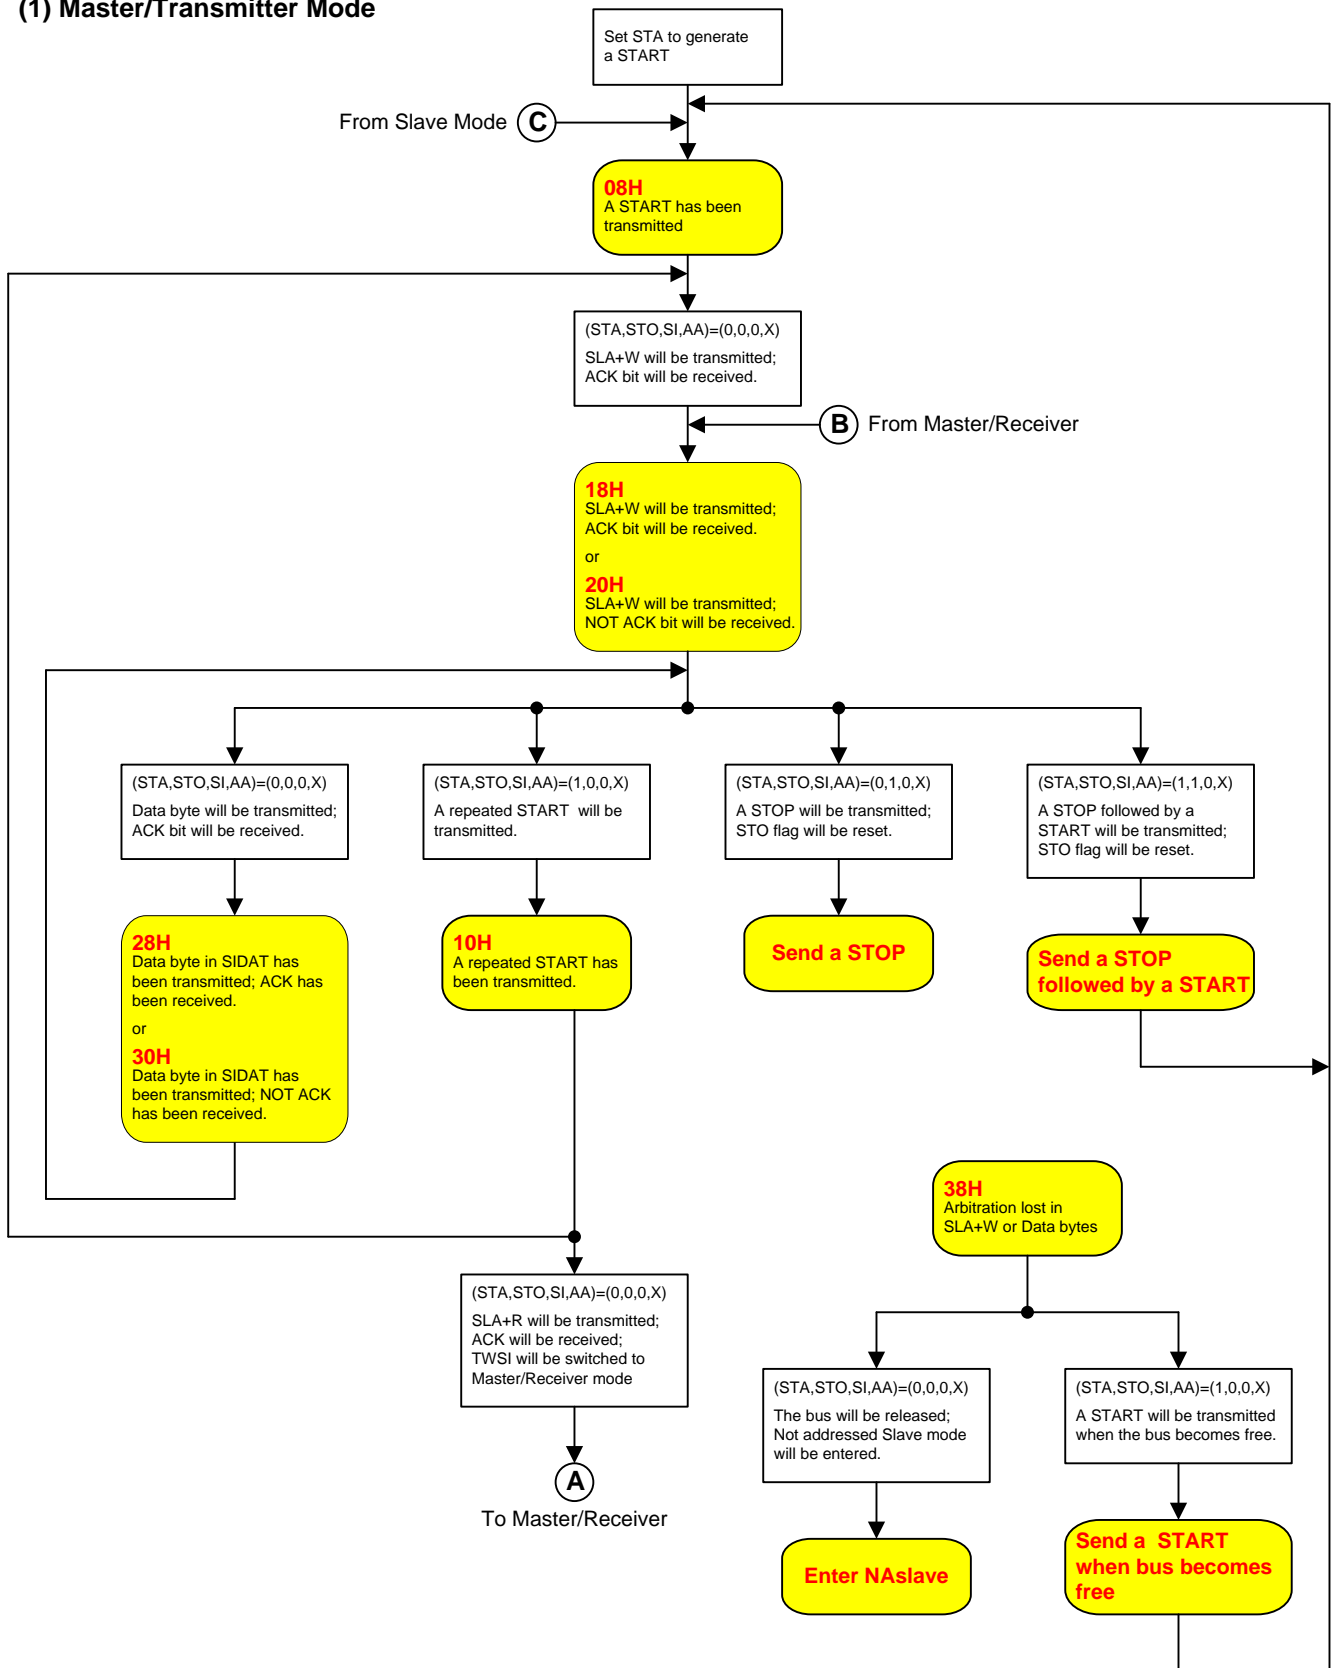 (1) Master/Transmitter Mode
Set STA to generate
a START
From Slave Mode
C
08H
A START has been
transmitted
(STA,STO,SI,AA)=(0,0,0,X)
SLA+W will be transmitted;
ACK bit will be received.
B
From Master/Receiver
18H
SLA+W will be transmitted;
ACK bit will be received.
or
20H
SLA+W will be transmitted;
NOT ACK bit will be received.
(STA,STO,SI,AA)=(0,0,0,X)
Data byte will be transmitted;
ACK bit will be received.
(STA,STO,SI,AA)=(1,0,0,X)
A repeated START will be
transmitted.
(STA,STO,SI,AA)=(0,1,0,X)
A STOP will be transmitted;
STO flag will be reset.
(STA,STO,SI,AA)=(1,1,0,X)
A STOP followed by a
START will be transmitted;
STO flag will be reset.
28H
Data byte in SIDAT has
been transmitted; ACK has
been received.
or
30H
Data byte in SIDAT has
been transmitted; NOT ACK
has been received.
10H
A repeated START has
been transmitted.
Send a STOP
Send a STOP
followed by a START
38H
Arbitration lost in
SLA+W or Data bytes
(STA,STO,SI,AA)=(0,0,0,X)
SLA+R will be transmitted;
ACK will be received;
TWSI will be switched to
Master/Receiver mode
A
To Master/Receiver
(STA,STO,SI,AA)=(0,0,0,X)
The bus will be released;
Not addressed Slave mode
will be entered.
(STA,STO,SI,AA)=(1,0,0,X)
A START will be transmitted
when the bus becomes free.
Enter NAslave
Send a START
when bus becomes
free